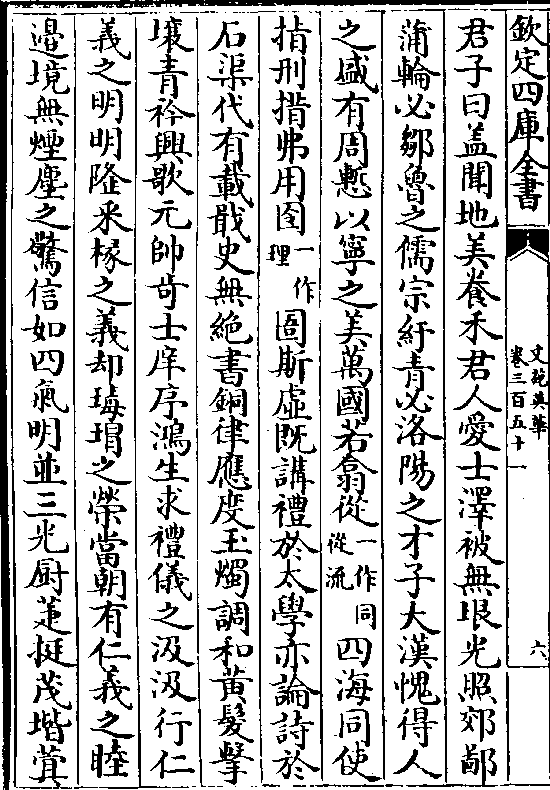 欽定四庫全書
文苑英華
卷三百五十一
六
君子曰盖聞地美養禾君人愛士澤被無垠光照郊鄙
蒲輪必鄒魯之儒宗紆青必洛陽之才子大漢愧得人
之盛有周慙以寧之美萬國若翕從一作同從流四海同使
指刑措弗用囹一作理圄斯虛既講禮於太學亦論詩於
石渠代有載戢史無絶書銅律應度玉燭調和黃髮擊
壤青衿興歌元帥奇士庠序鴻生求禮儀之汲汲行仁
義之明明隆采椽之義却瑇瑁之榮當朝有仁義之睦
邉境無煙塵之驚信如四氣明並三光厨萐挺茂堦蓂